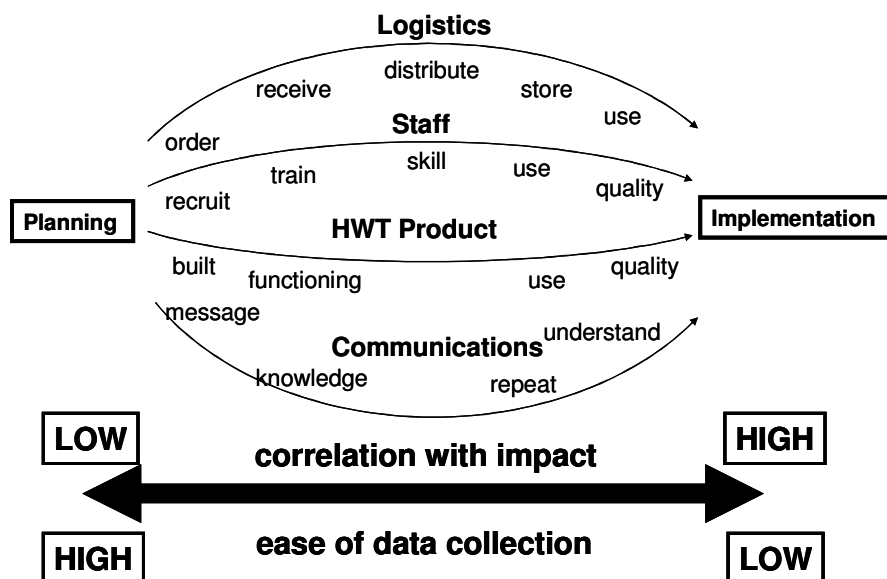 Logistics
distribute
receive
store
use
order
Staff
train
skill
use
recruit
quality
Planning
Implementation
HWT Product
built
functioning
use
quality
message
understand
Communications
knowledge
repeat
LOW
HIGH
correlation with impact
ease of data collection
HIGH
LOW